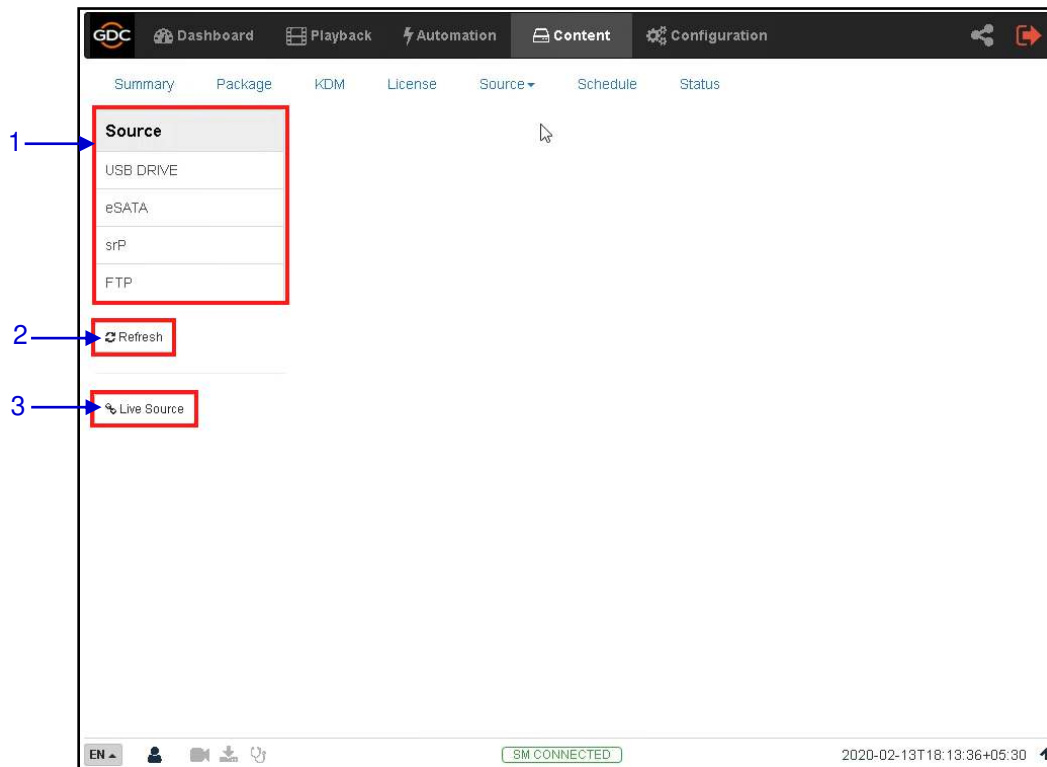 GDC Dashboard Playback Automation Content Configuration
Summary Package KDM License Source Schedule Status
1
Source
USB DRIVE
eSATA
srP
FTP
2
Refresh
3
Live Source
EN SM CONNECTED 2020-02-13T18:13:36+05:30